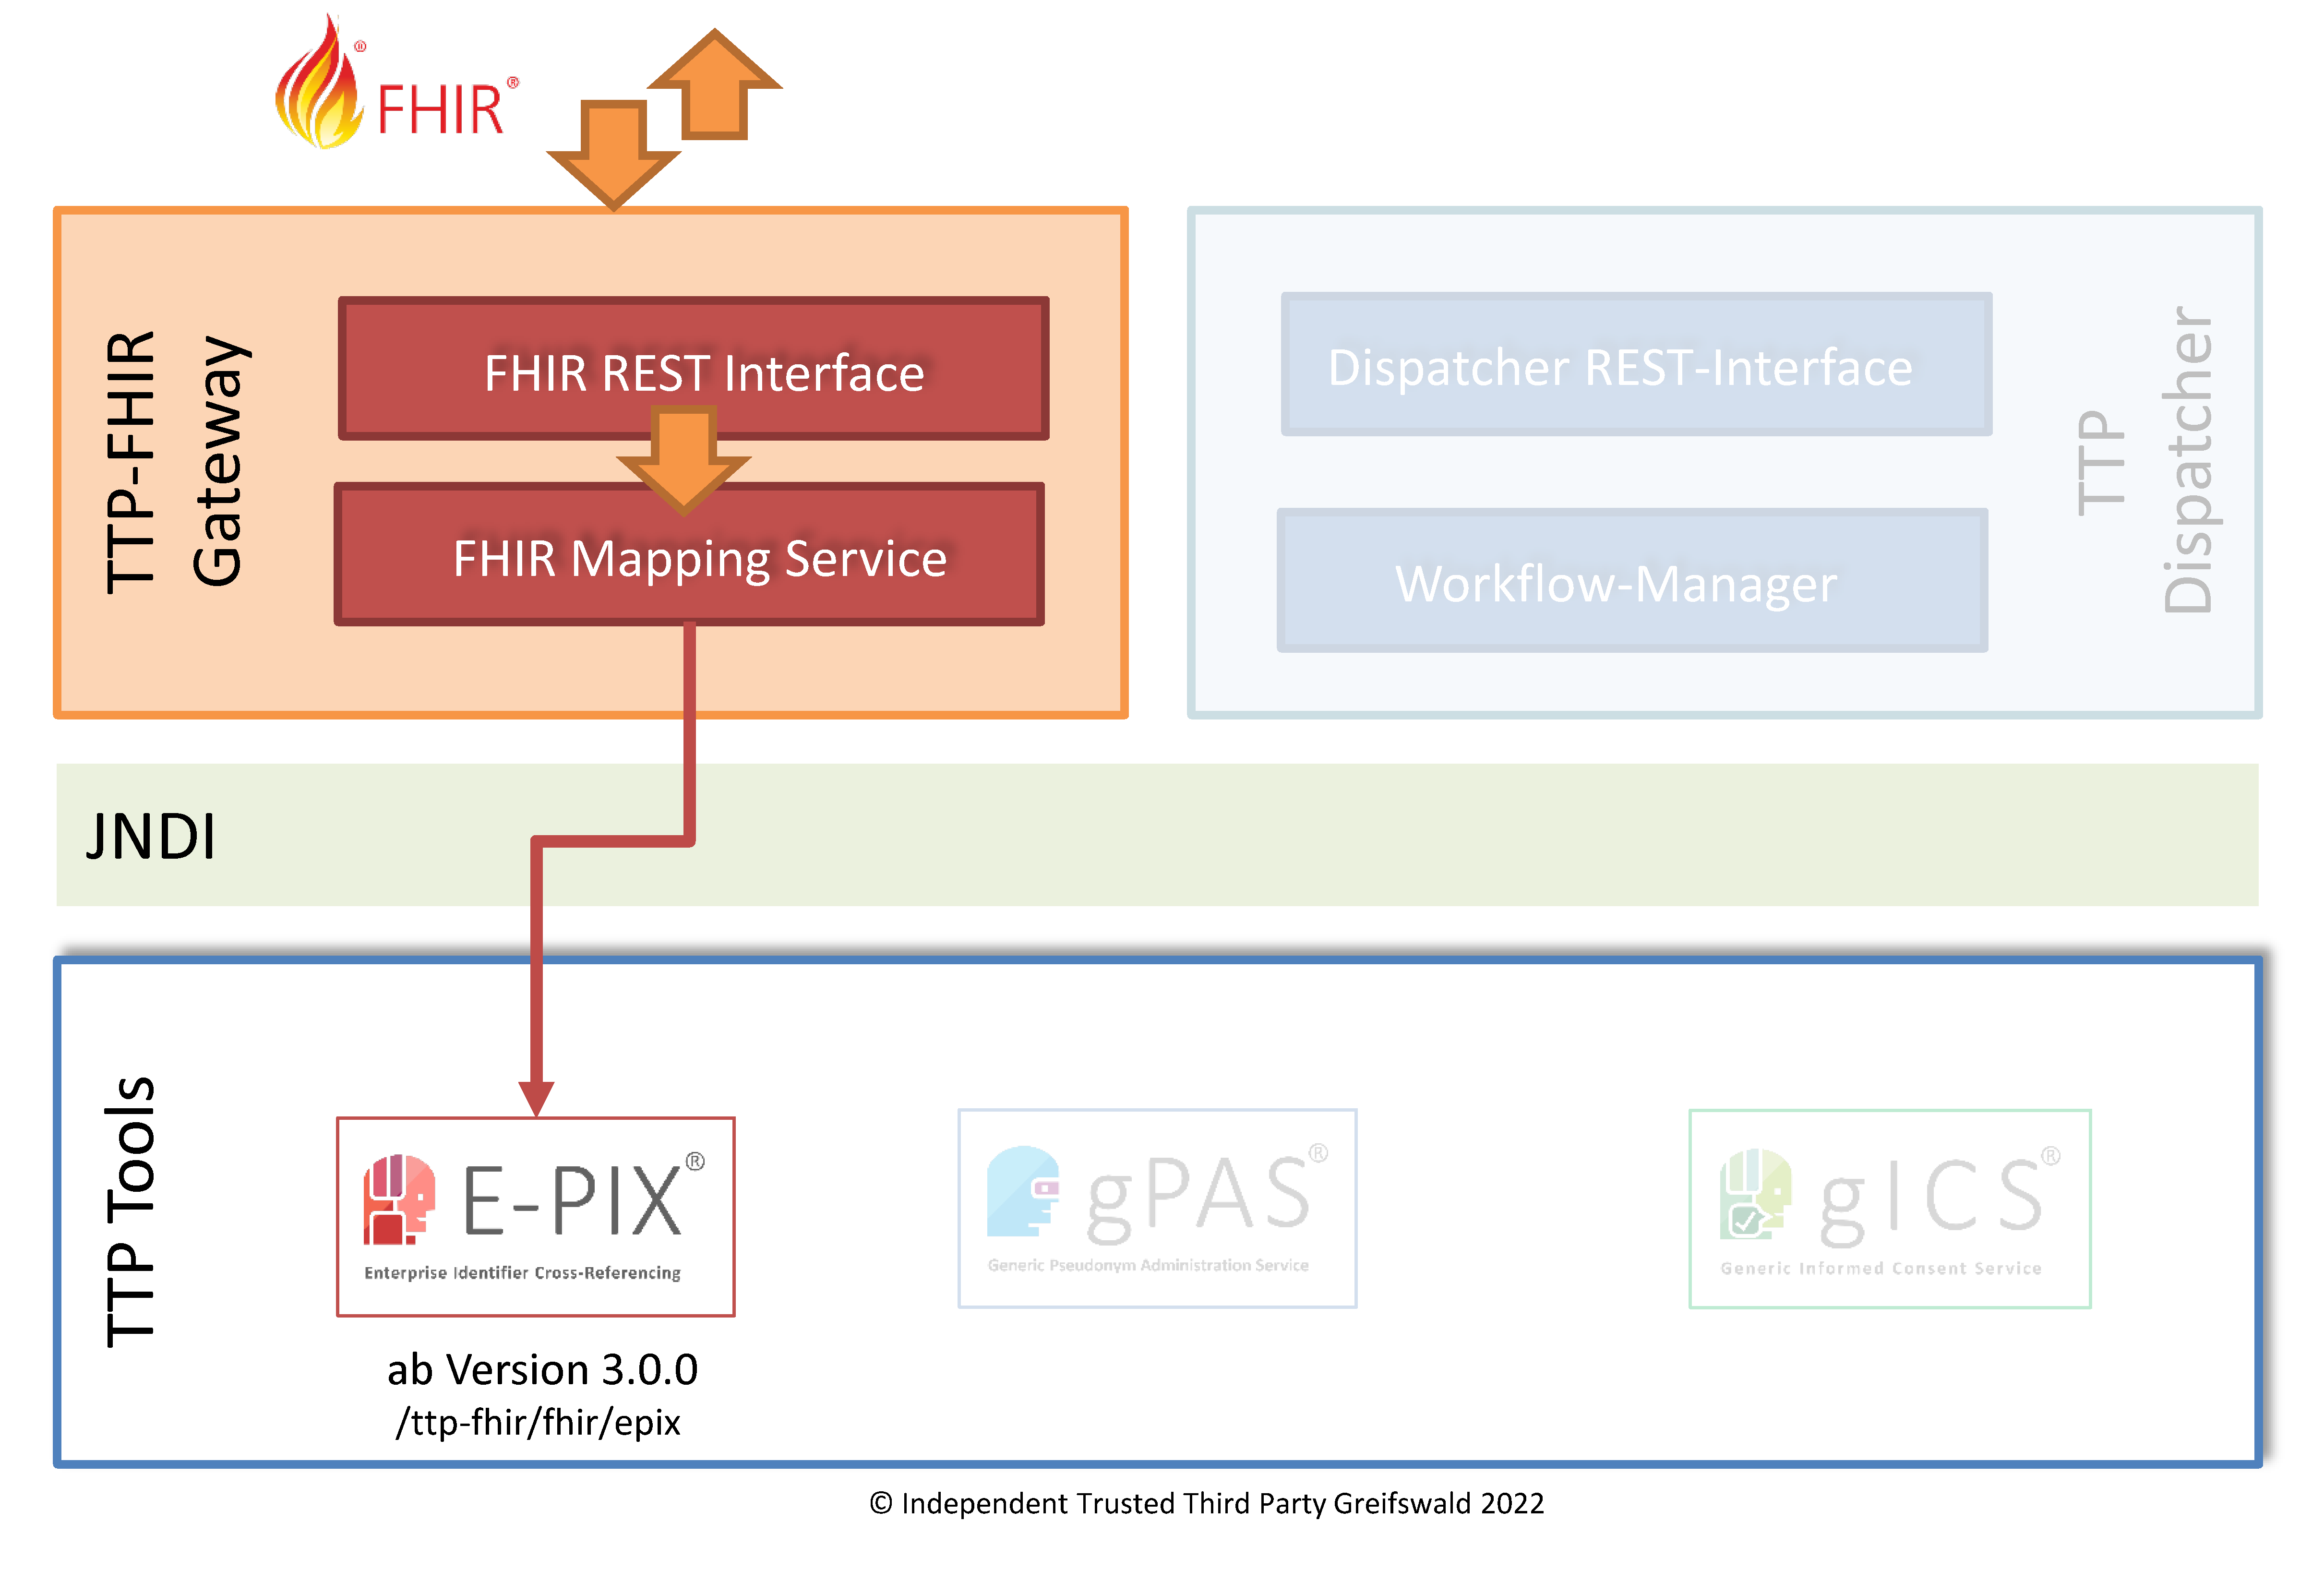 FHIR®
®
TTP-FHIR
Gateway
FHIR REST Interface
FHIR Mapping Service
Dispatcher REST-Interface
Workflow-Manager
TTP
Dispatcher
JNDI
TTP Tools
E-PIX®
Enterprise Identifier Cross-Referencing
gPAS®
Generic Pseudonym Administration Service
gICS®
Generic Informed Consent Service
ab Version 3.0.0
/ttp-fhir/fhir/epix
© Independent Trusted Third Party Greifswald 2022